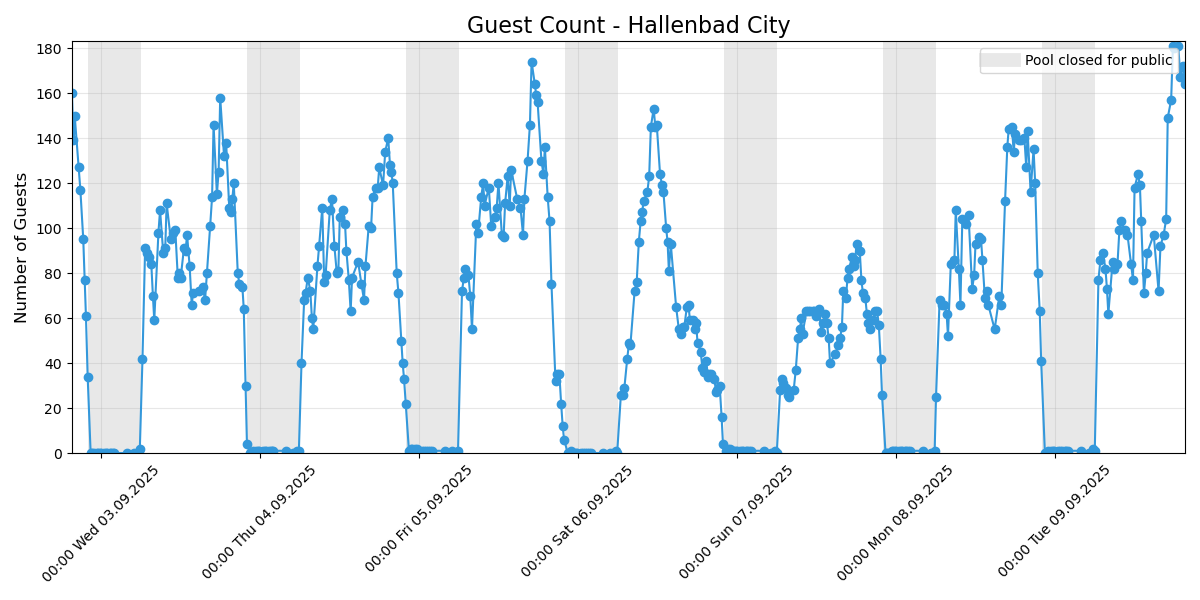 Guest Count - Hallenbad City
Number of Guests
180
160
140
120
100
80
60
40
20
0
Pool closed for public
00:00 Wed 03.09.2025
00:00 Thu 04.09.2025
00:00 Fri 05.09.2025
00:00 Sat 06.09.2025
00:00 Sun 07.09.2025
00:00 Mon 08.09.2025
00:00 Tue 09.09.2025